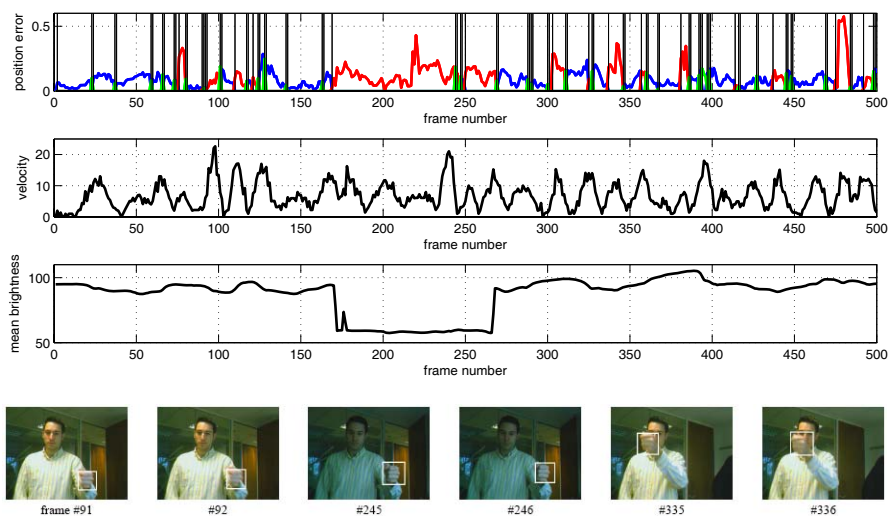 position error
0.5
0
0 50 100 150 200 250 300 350 400 450 500
frame number
velocity
20
10
0
0 50 100 150 200 250 300 350 400 450 500
frame number
mean brightness
100
50
0 50 100 150 200 250 300 350 400 450 500
frame number
frame #91 #92 #245 #246 #335 #336